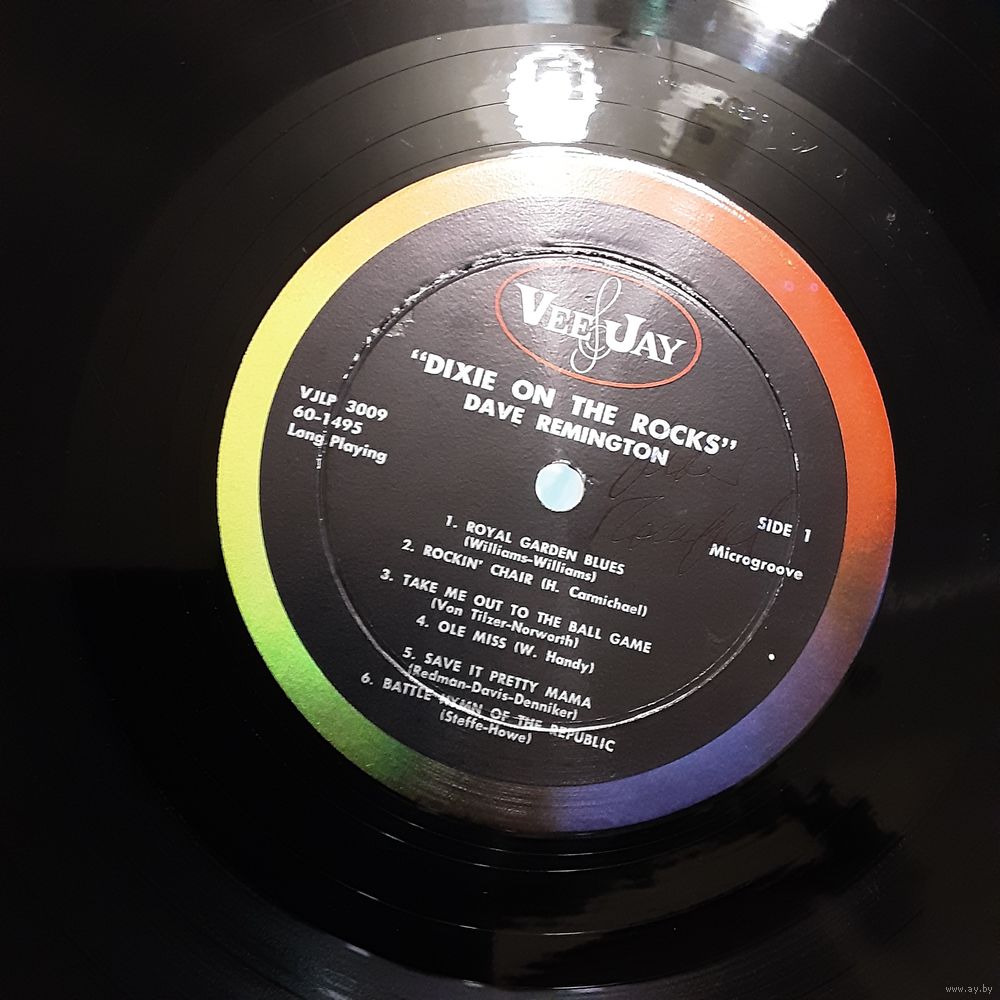 VEE JAY
“DIXIE ON THE ROCKS”
DAVE REMINGTON
VJLP 3009
60-1495
Long Playing
SIDE 1
Microgroove
1. ROYAL GARDEN BLUES
(Williams-Williams)
2. ROCKIN' CHAIR (H. Carmichael)
3. TAKE ME OUT TO THE BALL GAME
(Von Tilzer-Norworth)
4. OLE MISS (W. Handy)
5. SAVE IT PRETTY MAMA
(Redman-Davis-Denniker)
6. BATTLE HYMN OF THE REPUBLIC
(Steffe-Howe)
www.ay.by